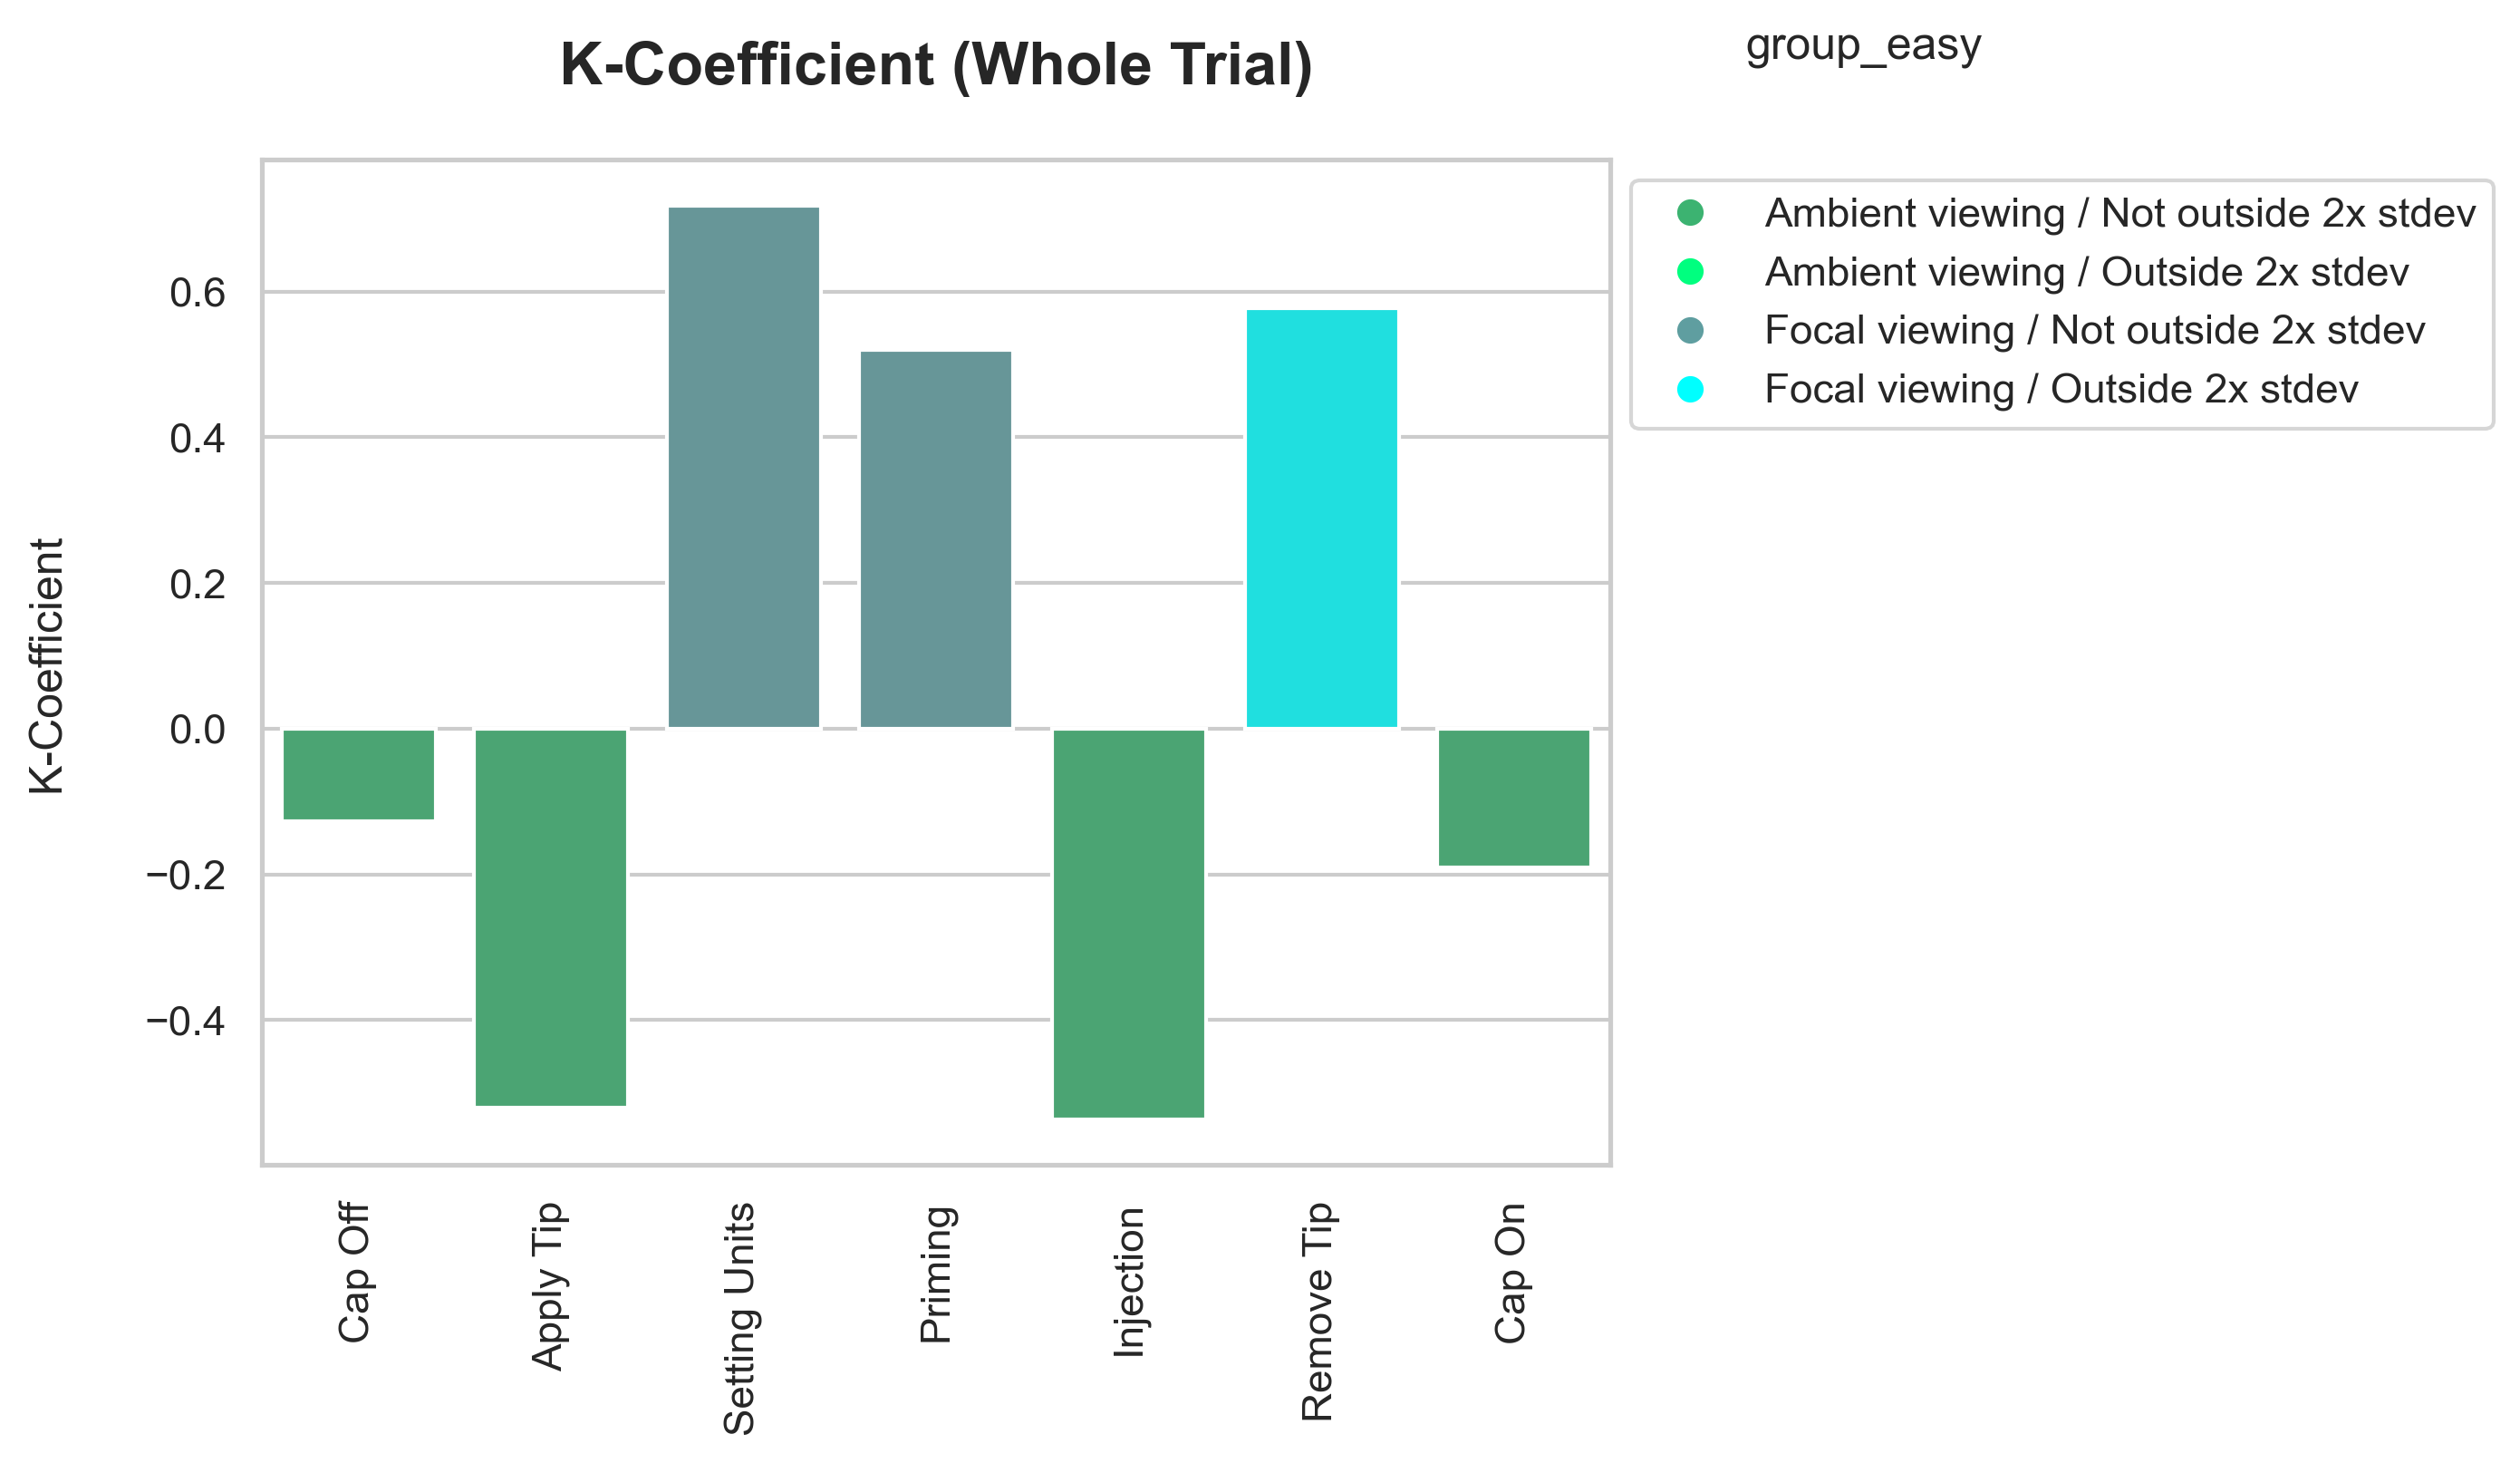 K-Coefficient (Whole Trial)
group_easy
Ambient viewing / Not outside 2x stdev
Ambient viewing / Outside 2x stdev
Focal viewing / Not outside 2x stdev
Focal viewing / Outside 2x stdev
K-Coefficient
0.6
0.4
0.2
0.0
−0.2
−0.4
Cap Off
Apply Tip
Setting Units
Priming
Injection
Remove Tip
Cap On